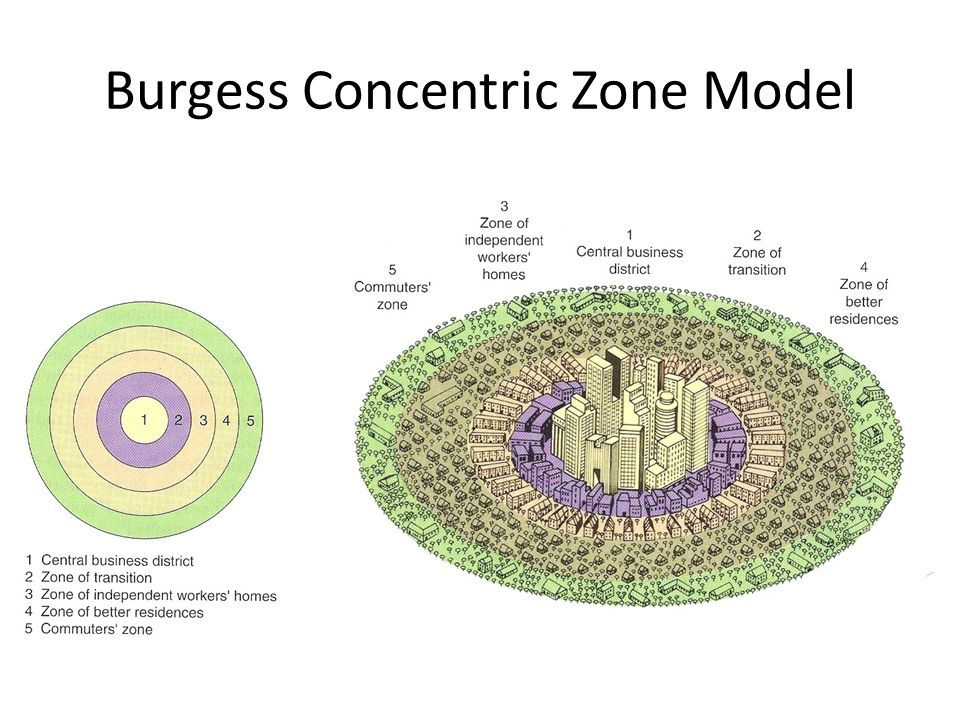 Burgess Concentric Zone Model
3
Zone of
independent
workers'
homes
1
Central business
district
2
Zone of
transition
5
Commuters'
zone
4
Zone of
better
residences
1 2 3 4 5
1 Central business district
2 Zone of transition
3 Zone of independent workers' homes
4 Zone of better residences
5 Commuters' zone